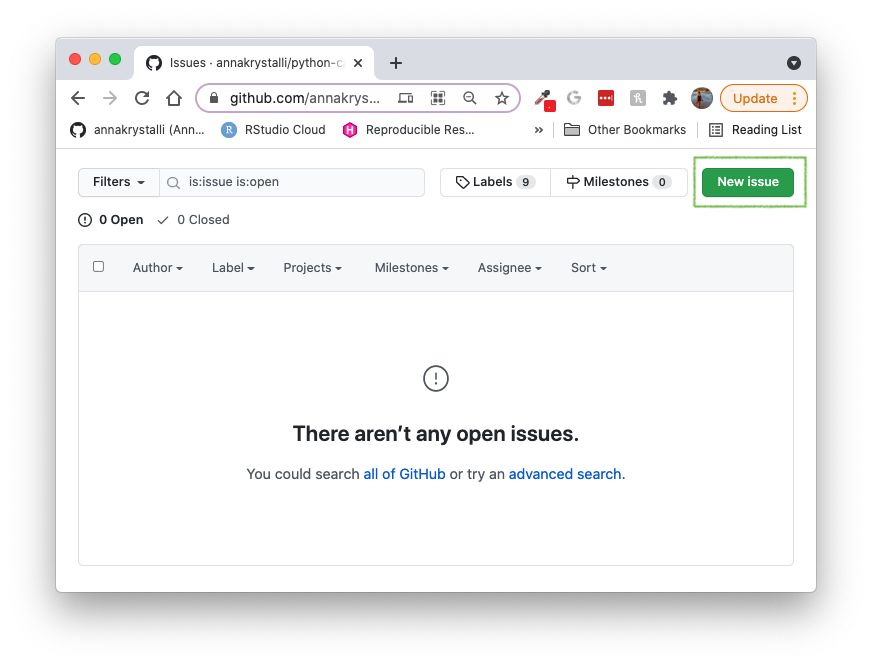 Issues · annakrystalli/python-c
github.com/annakrys...
Update
annakrystalli (Ann...
R RStudio Cloud
H Reproducible Res...
» Other Bookmarks
Reading List
Filters
is:issue is:open
Labels 9
Milestones 0
New issue
0 Open 0 Closed
Author Label Projects Milestones Assignee Sort
There aren’t any open issues.
You could search all of GitHub or try an advanced search.